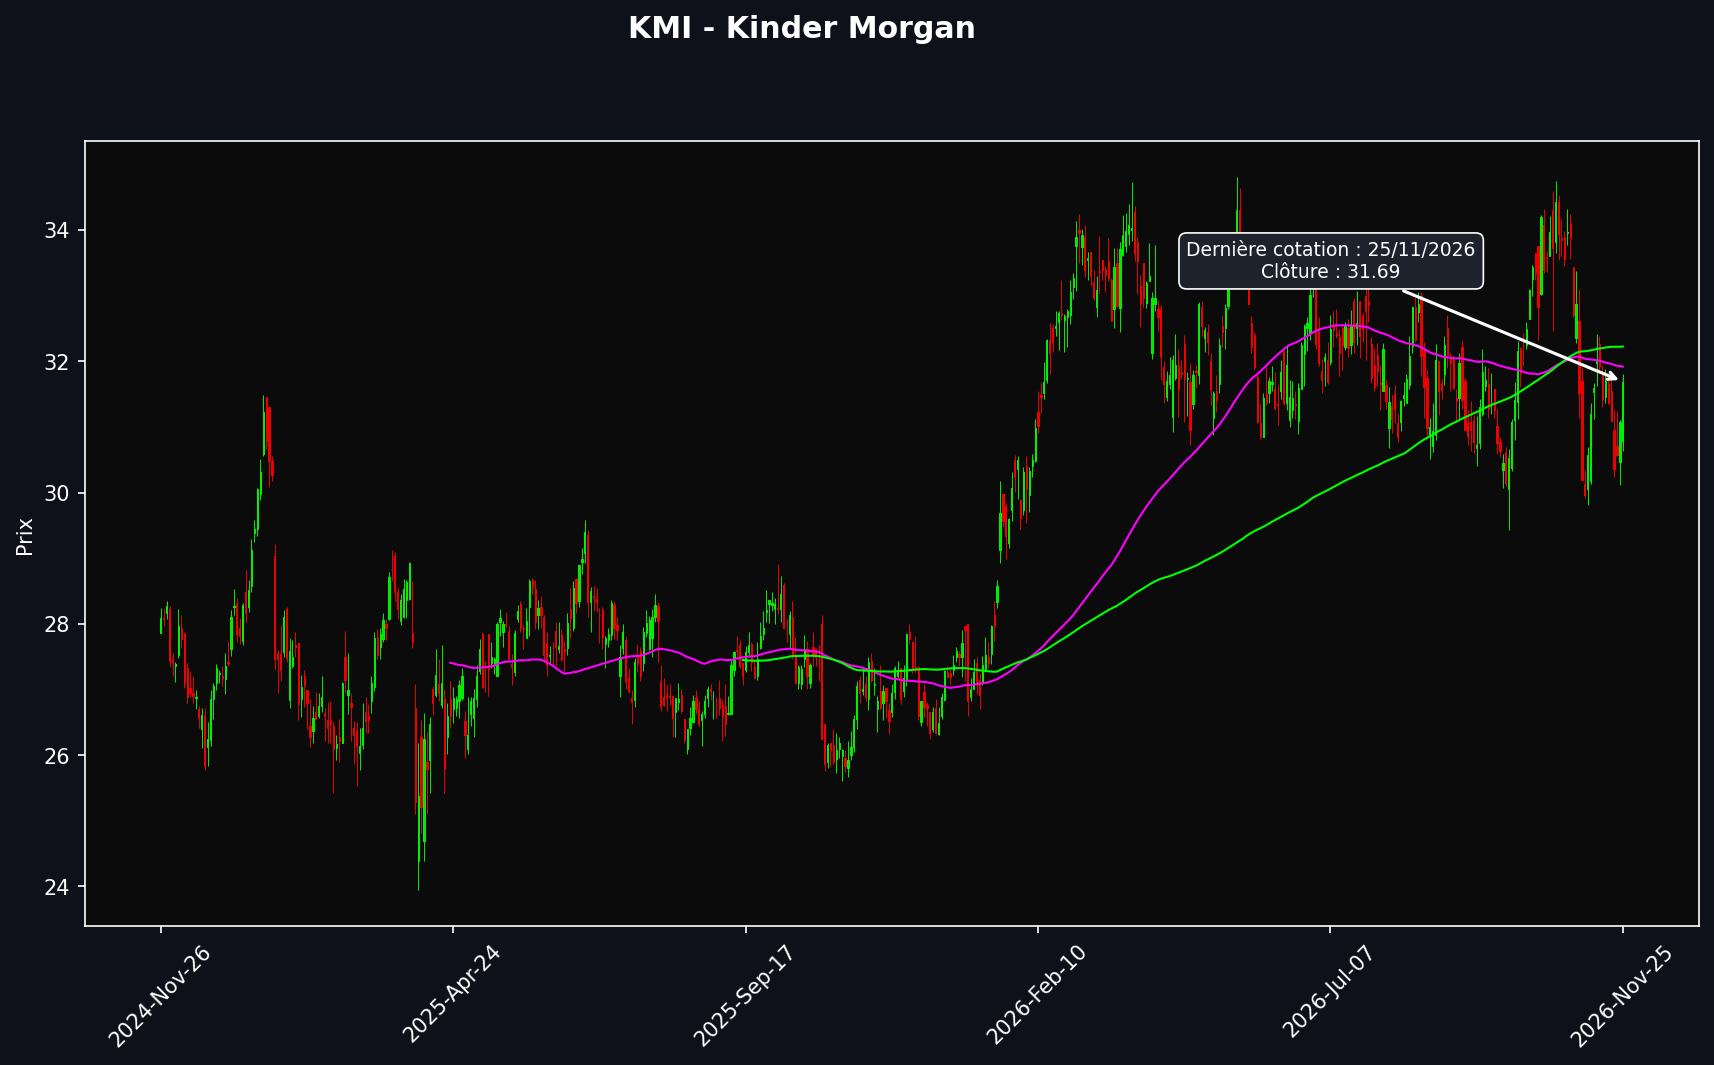 KMI - Kinder Morgan
Dernière cotation : 25/11/2026
Clôture : 31.69
34
32
30
28
26
24
Prix
2024-Nov-26
2025-Apr-24
2025-Sep-17
2026-Feb-10
2026-Jul-07
2026-Nov-25